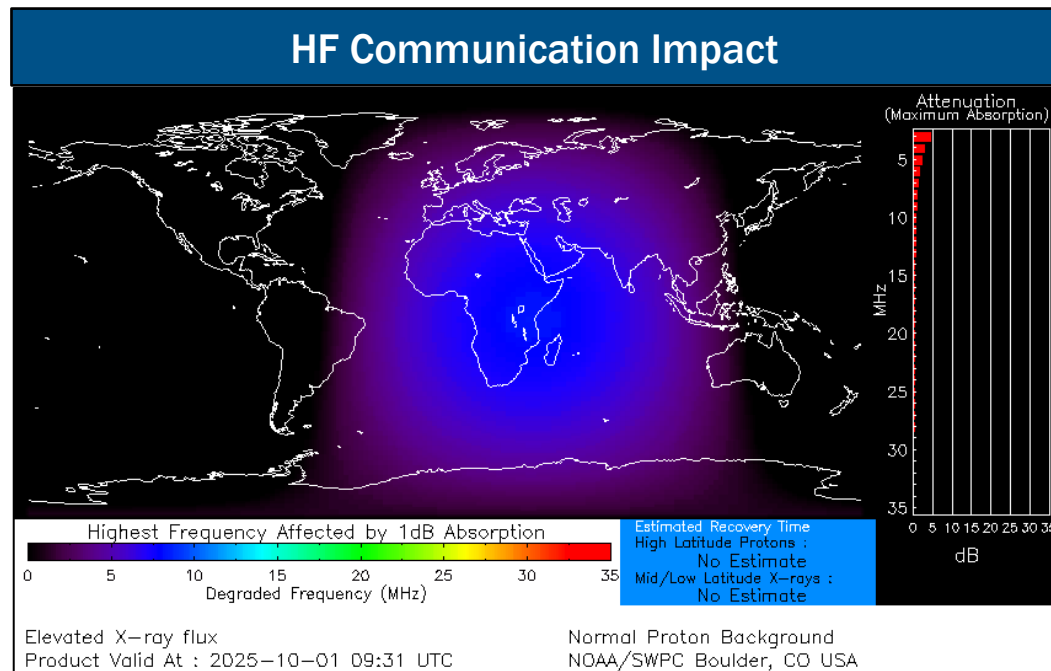 HF Communication Impact
Attenuation
(Maximum Absorption)
5
10
15
20
25
30
35
MHz
0 5 10 15 20 25 30 35
dB
Highest Frequency Affected by 1dB Absorption
0 5 10 15 20 25 30 35
Degraded Frequency (MHz)
Estimated Recovery Time
High Latitude Protons :
No Estimate
Mid/Low Latitude X-rays :
No Estimate
Elevated X-ray flux
Product Valid At : 2025-10-01 09:31 UTC
Normal Proton Background
NOAA/SWPC Boulder, CO USA